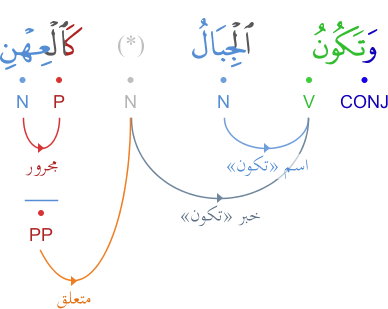 وَتَكُونُ ٱلْجِبَالُ (*) كَٱلْعِهْنِ
CONJ V N N P N
اسم «تكون»
مجرور
خبر «تكون»
PP
متعلق